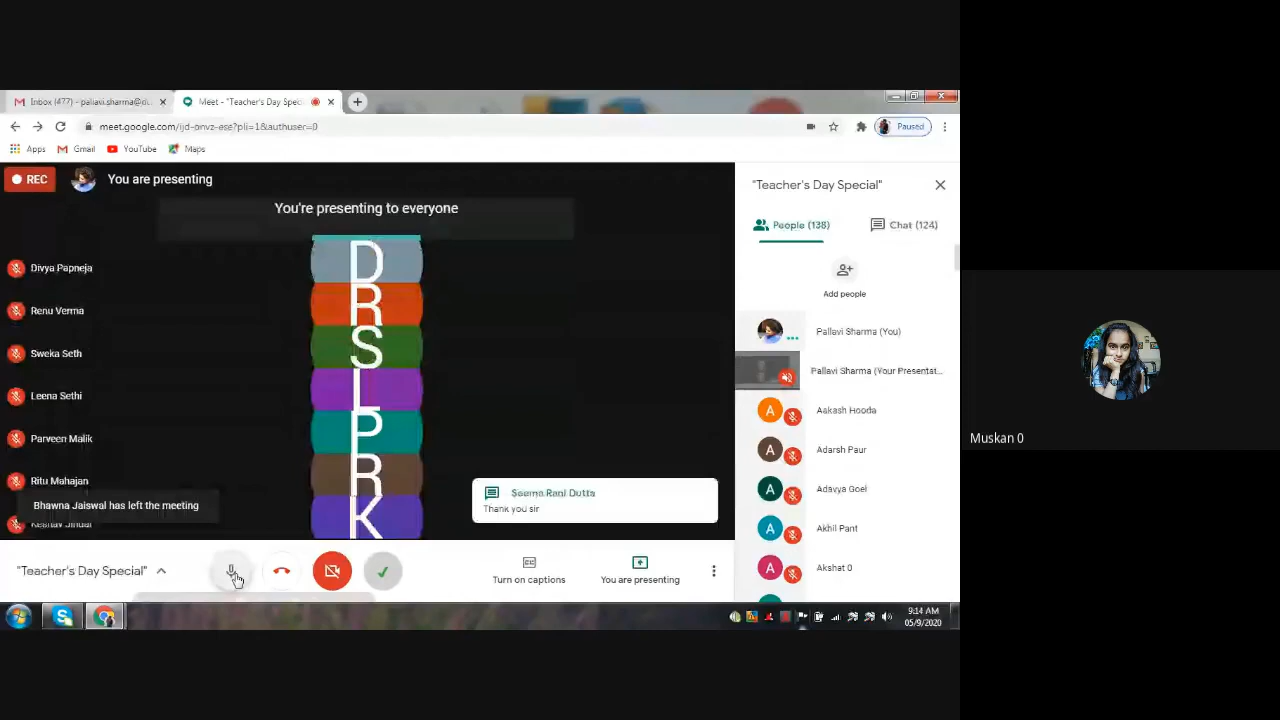 Meet - "Teacher's Day Speci
meet.google.com/ijd-onvz-ese?pli=1&authuser=0
Paused
Apps
Gmail
YouTube
Maps
REC
You are presenting
You're presenting to everyone
"Teacher's Day Special"
People (138)
Chat (124)
Add people
Divya Papneja
Renu Verma
Sweka Seth
Leena Sethi
Parveen Malik
Ritu Mahajan
Bhawna Jaiswal has left the meeting
D
R
S
L
P
R
K
Seema Rani Dutta
Thank you sir
Pallavi Sharma (You)
Pallavi Sharma (Your Presentat...
A
Aakash Hooda
A
Adarsh Paur
A
Adavya Goel
A
Akhil Pant
A
Akshat 0
"Teacher's Day Special"
Turn on captions
You are presenting
9:14 AM
05/9/2020
Muskan 0